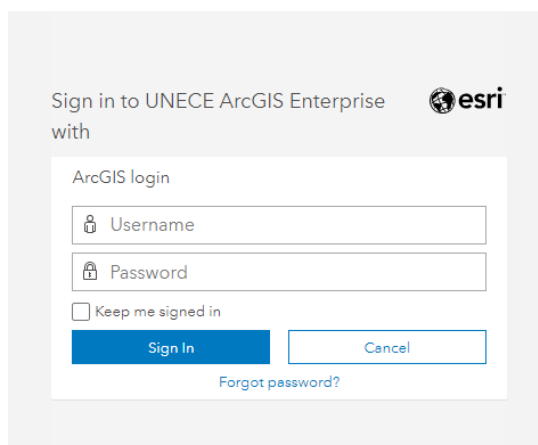 Sign in to UNECE ArcGIS Enterprise
with
esri
ArcGIS login
Username
Password
Keep me signed in
Sign In
Cancel
Forgot password?